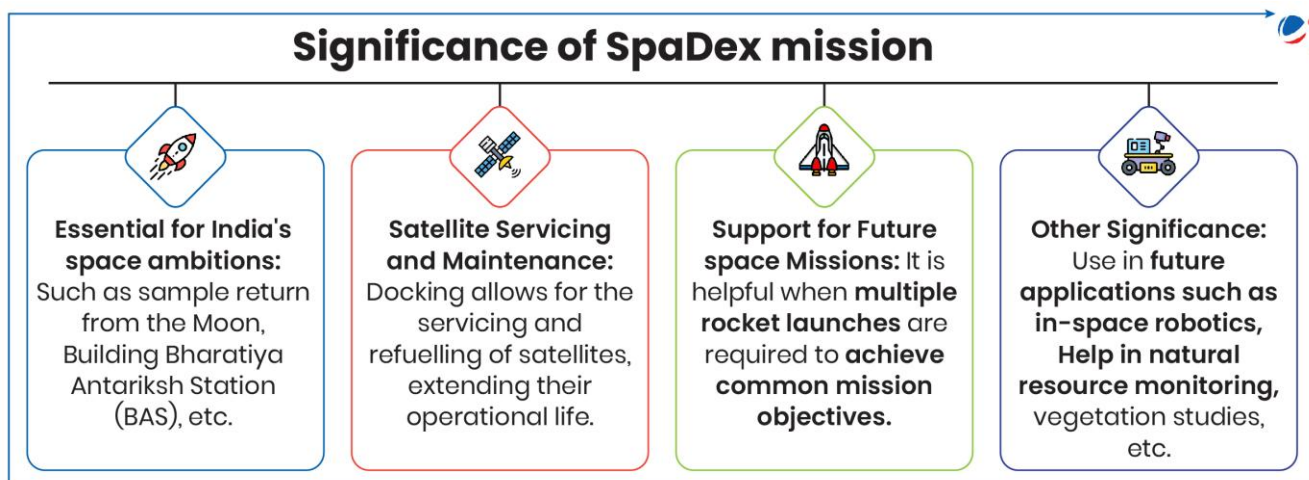 Significance of SpaDex mission
Essential for India's
space ambitions:
Such as sample return
from the Moon,
Building Bharatiya
Antariksh Station
(BAS), etc.
Satellite Servicing
and Maintenance:
Docking allows for the
servicing and
refuelling of satellites,
extending their
operational life.
Support for Future
space Missions: It is
helpful when multiple
rocket launches are
required to achieve
common mission
objectives.
Other Significance:
Use in future
applications such as
in-space robotics,
Help in natural
resource monitoring,
vegetation studies,
etc.